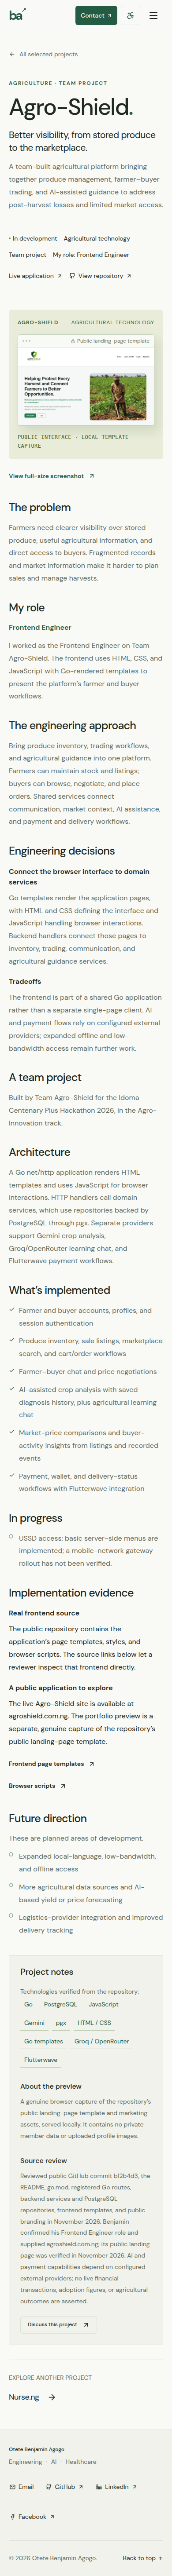 ba
Contact
All selected projects
AGRICULTURE · TEAM PROJECT
Agro-Shield.
Better visibility, from stored produce
to the marketplace.
A team-built agricultural platform bringing
together produce management, farmer–buyer
trading, and AI-assisted guidance to address
post-harvest losses and limited market access.
In development Agricultural technology
Team project My role: Frontend Engineer
Live application View repository
AGRO-SHIELD AGRICULTURAL TECHNOLOGY
Public landing-page template
Helping Protect Every
Harvest and Connect
Farmers to Better
Opportunities.
PUBLIC INTERFACE · LOCAL TEMPLATE
CAPTURE
View full-size screenshot
The problem
Farmers need clearer visibility over stored
produce, useful agricultural information, and
direct access to buyers. Fragmented records
and market information make it harder to plan
sales and manage harvests.
My role
Frontend Engineer
I worked as the Frontend Engineer on Team
Agro-Shield. The frontend uses HTML, CSS, and
JavaScript with Go-rendered templates to
present the platform's farmer and buyer
workflows.
The engineering approach
Bring produce inventory, trading workflows,
and agricultural guidance into one platform.
Farmers can maintain stock and listings;
buyers can browse, negotiate, and place
orders. Shared services connect
communication, market context, AI assistance,
and payment and delivery workflows.
Engineering decisions
Connect the browser interface to domain
services
Go templates render the application pages,
with HTML and CSS defining the interface and
JavaScript handling browser interactions.
Backend handlers connect these pages to
inventory, trading, communication, and
agricultural guidance services.
Tradeoffs
The frontend is part of a shared Go application
rather than a separate single-page client. AI
and payment flows rely on configured external
providers; expanded offline and low-
bandwidth access remain further work.
A team project
Built by Team Agro-Shield for the Idoma
Centenary Plus Hackathon 2026, in the Agro-
Innovation track.
Architecture
A Go net/http application renders HTML
templates and uses JavaScript for browser
interactions. HTTP handlers call domain
services, which use repositories backed by
PostgreSQL through pgx. Separate providers
support Gemini crop analysis,
Groq/OpenRouter learning chat, and
Flutterwave payment workflows.
What's implemented
Farmer and buyer accounts, profiles, and
session authentication
Produce inventory, sale listings, marketplace
search, and cart/order workflows
Farmer–buyer chat and price negotiations
AI-assisted crop analysis with saved
diagnosis history, plus agricultural learning
chat
Market-price comparisons and buyer-
activity insights from listings and recorded
events
Payment, wallet, and delivery-status
workflows with Flutterwave integration
In progress
USSD access: basic server-side menus are
implemented; a mobile-network gateway
rollout has not been verified.
Implementation evidence
Real frontend source
The public repository contains the
application's page templates, styles, and
browser scripts. The source links below let a
reviewer inspect that frontend directly.
A public application to explore
The live Agro-Shield site is available at
agroshield.com.ng. The portfolio preview is a
separate, genuine capture of the repository's
public landing-page template.
Frontend page templates
Browser scripts
Future direction
These are planned areas of development.
Expanded local-language, low-bandwidth,
and offline access
More agricultural data sources and AI-
based yield or price forecasting
Logistics-provider integration and improved
delivery tracking
Project notes
Technologies verified from the repository:
Go PostgreSQL JavaScript
Gemini pgx HTML / CSS
Go templates Groq / OpenRouter
Flutterwave
About the preview
A genuine browser capture of the repository's
public landing-page template and marketing
assets, served locally. It contains no private
member data or uploaded profile images.
Source review
Reviewed public GitHub commit b12b4d3, the
README, go.mod, registered Go routes,
backend services and PostgreSQL
repositories, frontend templates, and public
branding in November 2026. Benjamin
confirmed his Frontend Engineer role and
supplied agroshield.com.ng; its public landing
page was verified in November 2026. AI and
payment capabilities depend on configured
external providers; no live financial
transactions, adoption figures, or agricultural
outcomes are asserted.
Discuss this project
EXPLORE ANOTHER PROJECT
Nurse.ng
Otete Benjamin Agogo
Engineering · AI · Healthcare
Email GitHub LinkedIn
Facebook
© 2026 Otete Benjamin Agogo. Back to top